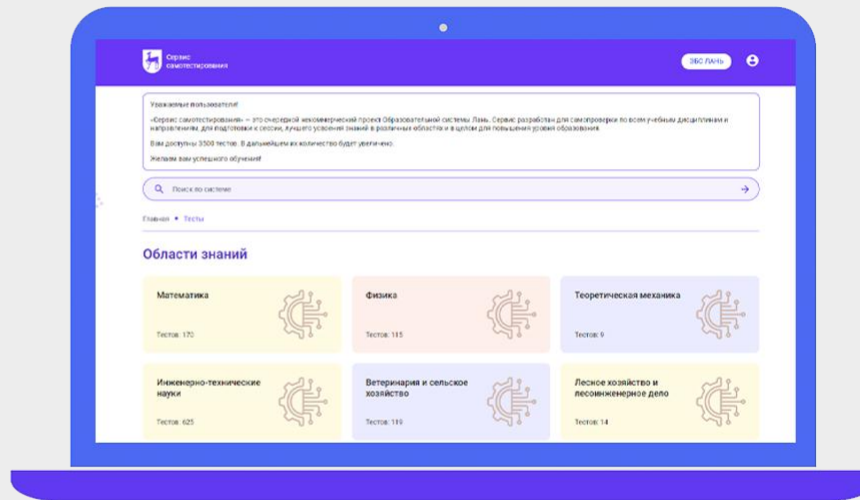 Сервис
самотестирования
ЭБС ЛАНЬ
Уважаемые пользователи!
«Сервис самотестирования» – это очередной некоммерческий проект Образовательной системы Лань. Сервис разработан для самопроверки по всем учебным дисциплинам и
направлениям, для подготовки к сессии, лучшего усвоения знаний в различных областях и в целом для повышения уровня образования.
Вам доступны 3500 тестов. В дальнейшем их количество будет увеличено.
Желаем вам успешного обучения!
Поиск по системе
Главная • Тесты
Области знаний
Математика
Тестов: 170
Физика
Тестов: 115
Теоретическая механика
Тестов: 9
Инженерно-технические
науки
Тестов: 625
Ветеринария и сельское
хозяйство
Тестов: 119
Лесное хозяйство и
лесоинженерное дело
Тестов: 14